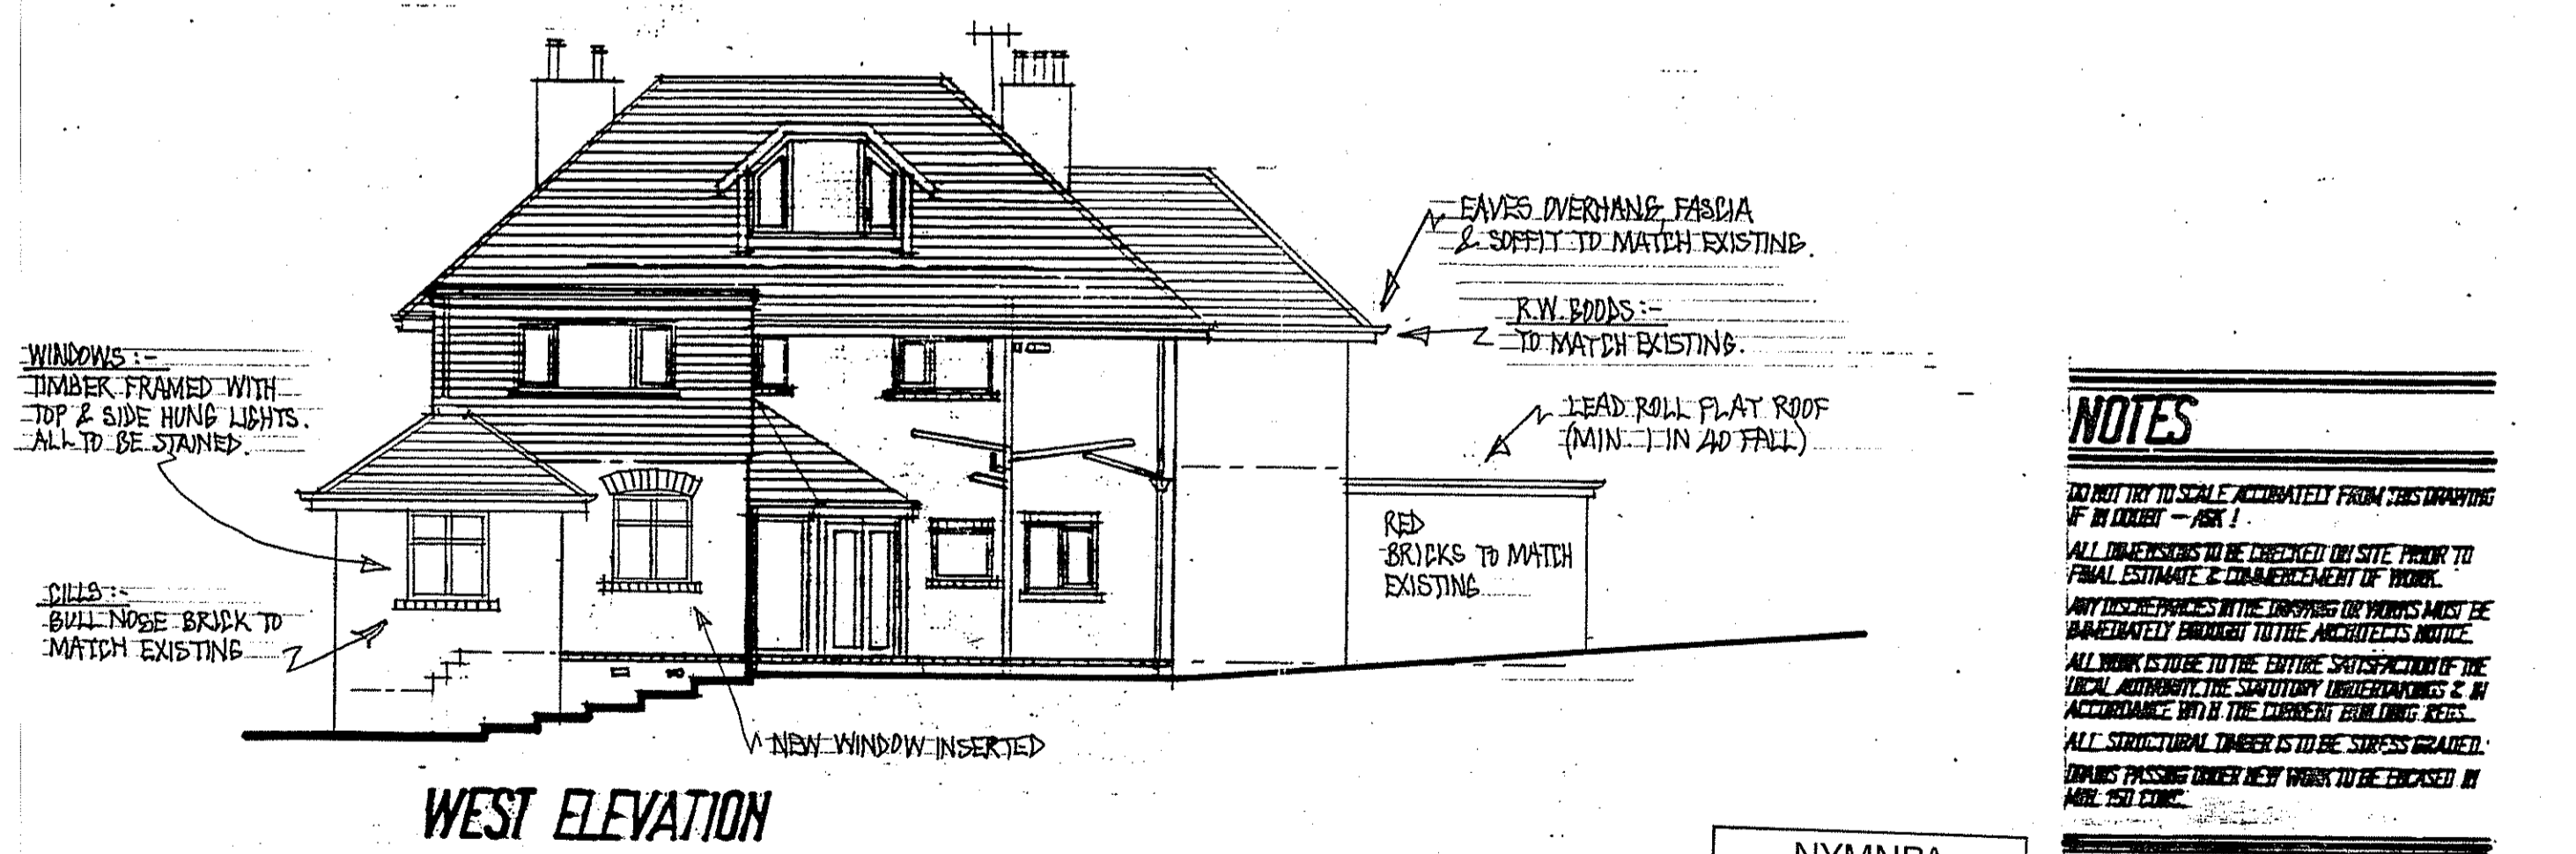 EAVES OVERHANG, FASCIA
& SOFFIT TO MATCH EXISTING.
R.W. GOODS :-
TO MATCH EXISTING.
LEAD ROLL FLAT ROOF
(MIN 1 IN 40 FALL)
RED
BRICKS TO MATCH
EXISTING
WINDOWS :-
TIMBER FRAMED WITH
TOP & SIDE HUNG LIGHTS.
ALL TO BE STAINED.
CILLS :-
BULL NOSE BRICK TO
MATCH EXISTING
NEW WINDOW INSERTED
WEST ELEVATION
NOTES
DO NOT TRY TO SCALE ACCURATELY FROM THIS DRAWING
IF IN DOUBT - ASK !
ALL DIMENSIONS TO BE CHECKED ON SITE PRIOR TO
FINAL ESTIMATE & COMMENCEMENT OF WORK.
ANY DISCREPANCIES IN THE DRAWING OR WORKS MUST BE
IMMEDIATELY BROUGHT TO THE ARCHITECTS NOTICE.
ALL WORK IS TO BE TO THE ENTIRE SATISFACTION OF THE
LOCAL AUTHORITY, THE STATUTORY UNDERTAKINGS & IN
ACCORDANCE WITH THE CURRENT BUILDING REGS.
ALL STRUCTURAL TIMBER IS TO BE STRESS GRADED.
DRAINS PASSING UNDER NEW WORK TO BE ENCASED IN
MIN. 150 CONC.
NYMNPA